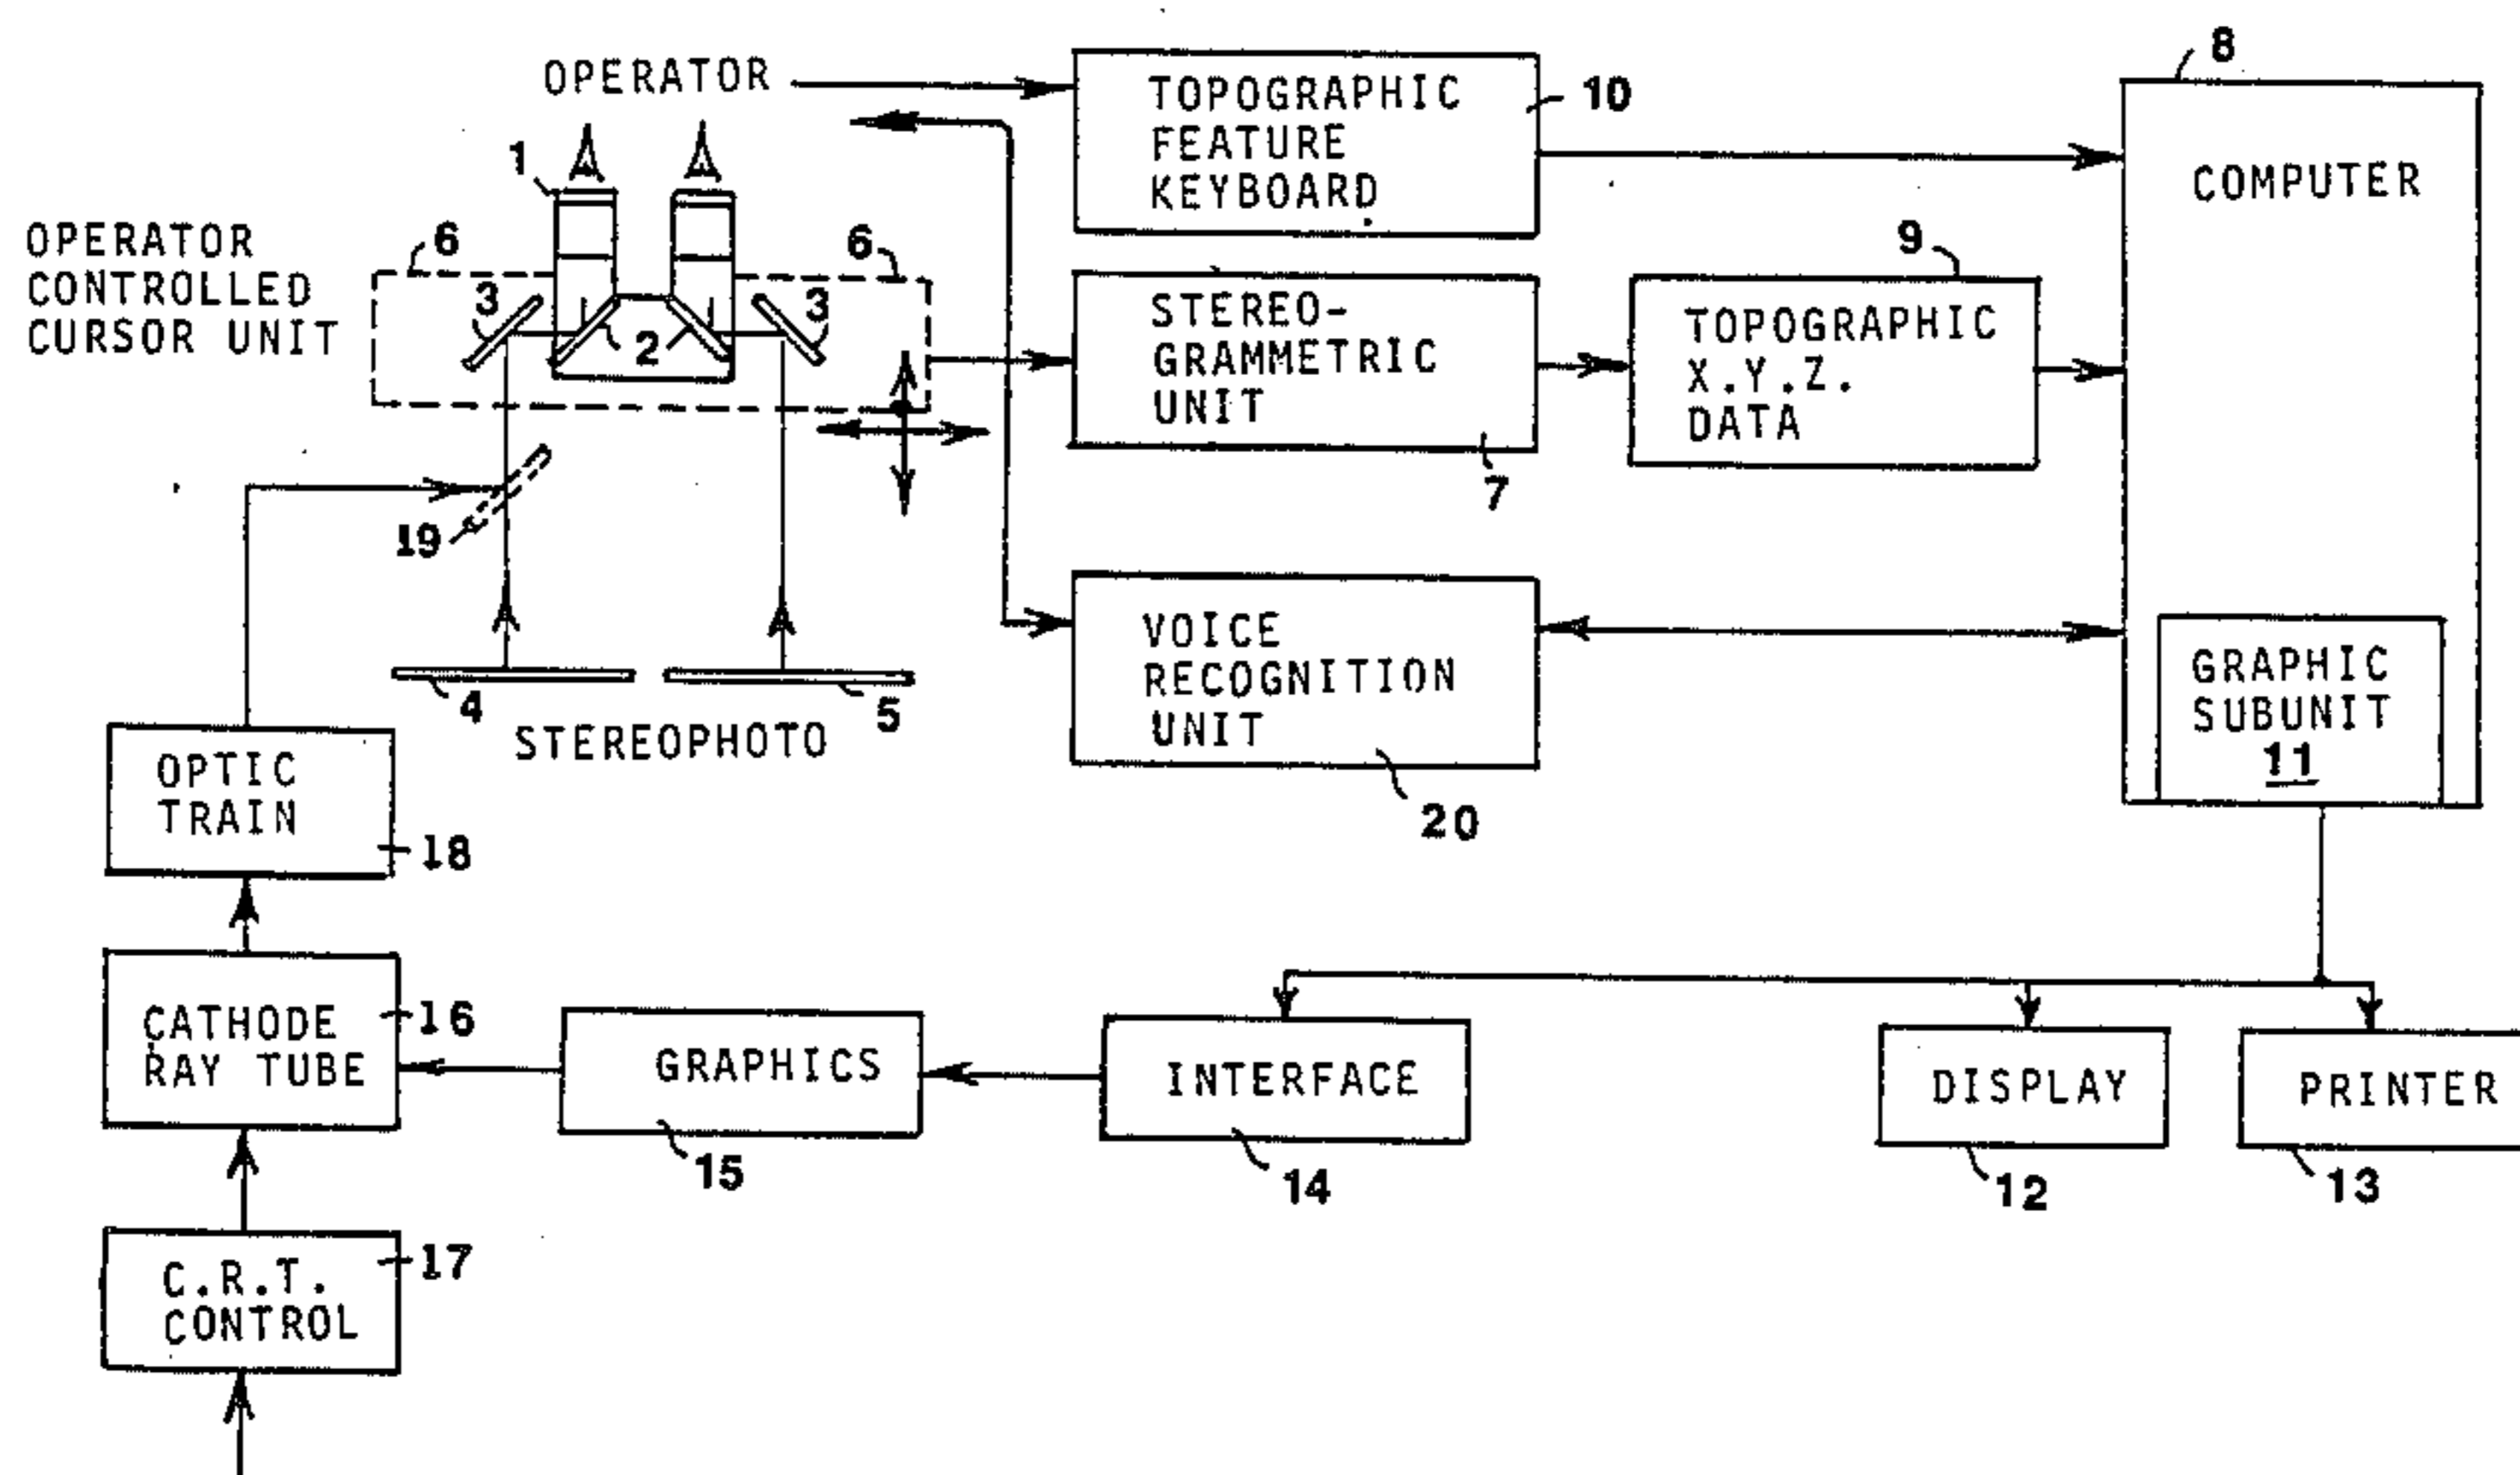 OPERATOR
1
TOPOGRAPHIC
FEATURE
KEYBOARD
10
8
COMPUTER
OPERATOR
CONTROLLED
CURSOR UNIT
6
6
3
2
3
STEREO-
GRAMMETRIC
UNIT
7
9
TOPOGRAPHIC
X.Y.Z.
DATA
19
4
5
STEREOPHOTO
VOICE
RECOGNITION
UNIT
20
GRAPHIC
SUBUNIT
11
OPTIC
TRAIN
18
CATHODE
RAY TUBE
16
GRAPHICS
15
INTERFACE
14
DISPLAY
12
PRINTER
13
C.R.T.
CONTROL
17